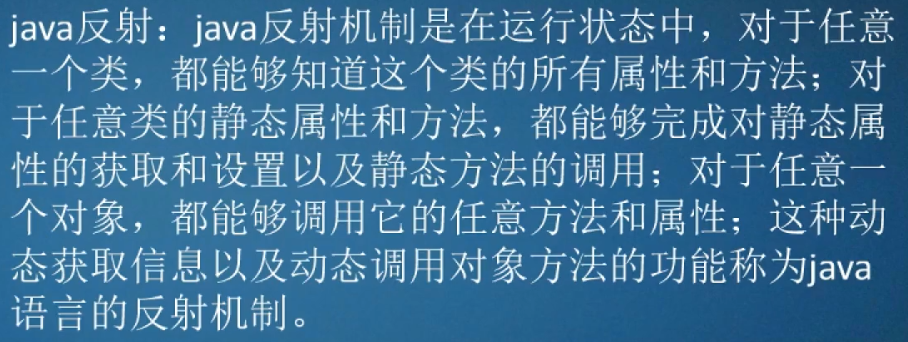 java反射：java反射机制是在运行状态中，对于任意
一个类，都能够知道这个类的所有属性和方法；对
于任意类的静态属性和方法，都能够完成对静态属
性的获取和设置以及静态方法的调用；对于任意一
个对象，都能够调用它的任意方法和属性；这种动
态获取信息以及动态调用对象方法的功能称为java
语言的反射机制。